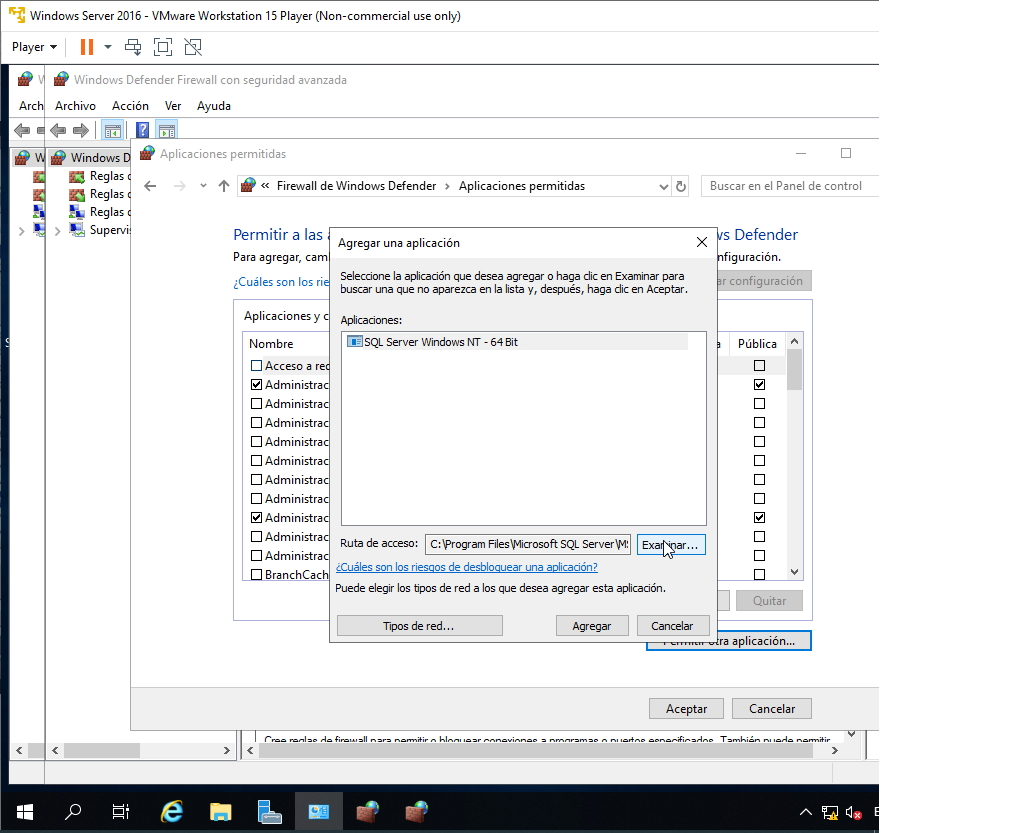 Windows Server 2016 - VMware Workstation 15 Player (Non-commercial use only)
Player
Windows Defender Firewall con seguridad avanzada
Arch Archivo Acción Ver Ayuda
Aplicaciones permitidas
W Windows D
Reglas d
Reglas d
Reglas d
Supervis
« Firewall de Windows Defender › Aplicaciones permitidas
Buscar en el Panel de control
Permitir a las a
vs Defender
Para agregar, cam
nfiguración.
¿Cuáles son los rie
ar configuración
Aplicaciones y c
Nombre
a Pública
Acceso a red
Administrac
Administrac
Administrac
Administrac
Administrac
Administrac
Administrac
Administrac
Administrac
Administrac
BranchCach
Quitar
Permitir otra aplicación...
Aceptar Cancelar
Agregar una aplicación
Seleccione la aplicación que desea agregar o haga clic en Examinar para
buscar una que no aparezca en la lista y, después, haga clic en Aceptar.
Aplicaciones:
SQL Server Windows NT - 64 Bit
Ruta de acceso: C:\Program Files\Microsoft SQL Server\MS Examinar...
¿Cuáles son los riesgos de desbloquear una aplicación?
Puede elegir los tipos de red a los que desea agregar esta aplicación.
Tipos de red... Agregar Cancelar
Cree reglas de firewall para permitir o bloquear conexiones a programas o puertos especificados. También puede permitir